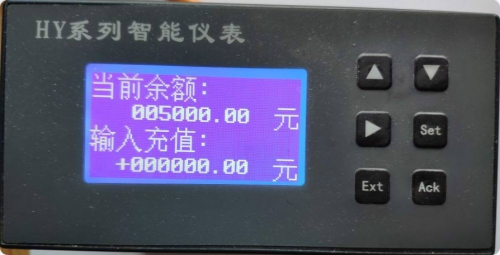 HY系列智能仪表
当前余额:
005000.00 元
输入充值:
+000000.00 元
Set
Ext
Ack